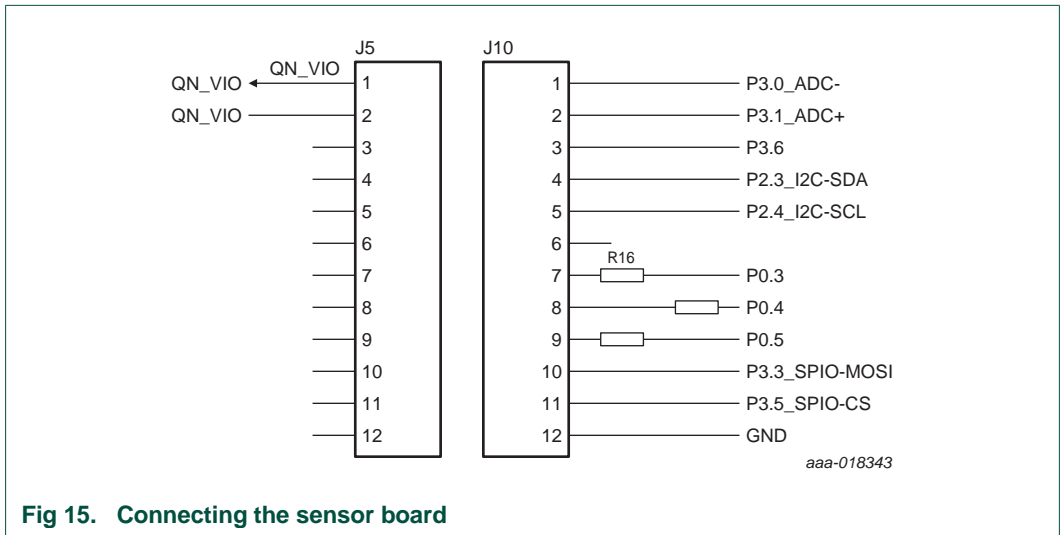 J5
J10
QN_VIO
QN_VIO
1
1
P3.0_ADC-
QN_VIO
2
2
P3.1_ADC+
3
3
P3.6
4
4
P2.3_I2C-SDA
5
5
P2.4_I2C-SCL
6
6
R16
7
7
P0.3
8
8
P0.4
9
9
P0.5
10
10
P3.3_SPIO-MOSI
11
11
P3.5_SPIO-CS
12
12
GND
aaa-018343
Fig 15. Connecting the sensor board